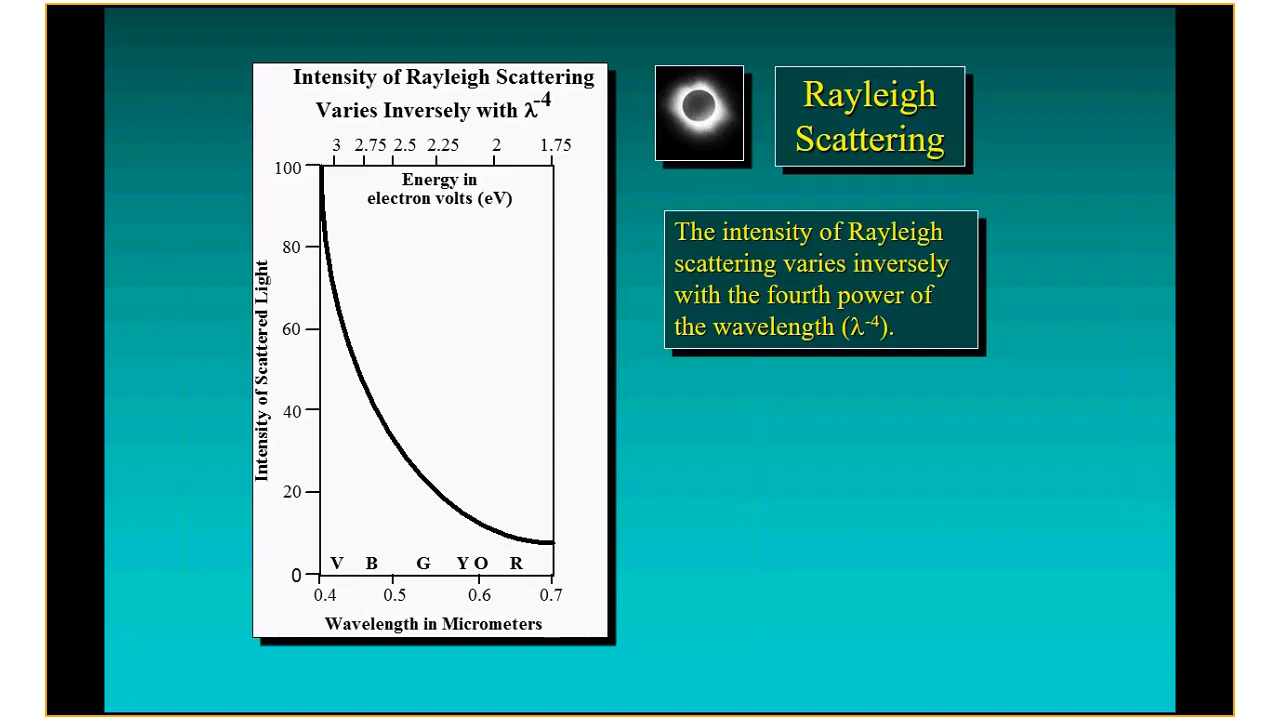 Intensity of Rayleigh Scattering
Varies Inversely with λ-4
3 2.75 2.5 2.25 2 1.75
Energy in
electron volts (eV)
100
80
60
40
20
0
Intensity of Scattered Light
V B G Y O R
0.4 0.5 0.6 0.7
Wavelength in Micrometers
Rayleigh
Scattering
The intensity of Rayleigh
scattering varies inversely
with the fourth power of
the wavelength (λ-4).